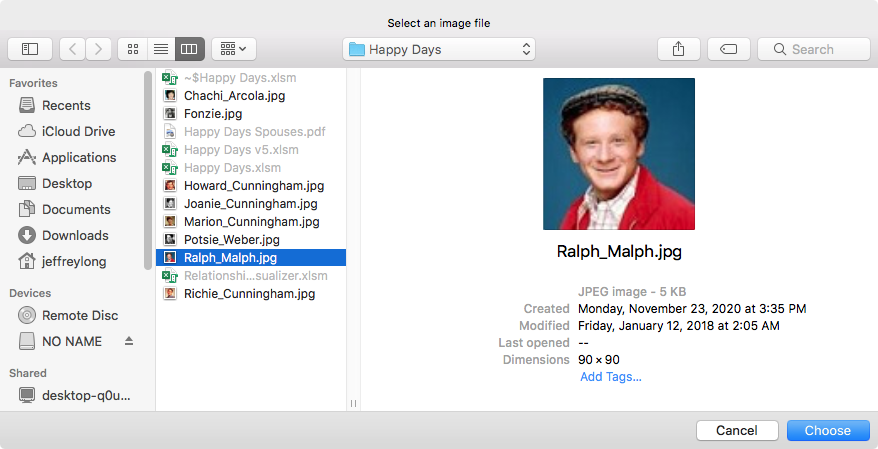 Select an image file
Happy Days
Search
Favorites
Recents
iCloud Drive
Applications
Desktop
Documents
Downloads
jeffreylong
Devices
Remote Disc
NO NAME
Shared
desktop-q0u...
~$Happy Days.xlsm
Chachi_Arcola.jpg
Fonzie.jpg
Happy Days Spouses.pdf
Happy Days v5.xlsm
Happy Days.xlsm
Howard_Cunningham.jpg
Joanie_Cunningham.jpg
Marion_Cunningham.jpg
Potsie_Weber.jpg
Ralph_Malph.jpg
Relationshi...sualizer.xlsm
Richie_Cunningham.jpg
Ralph_Malph.jpg
JPEG image - 5 KB
Created Monday, November 23, 2020 at 3:35 PM
Modified Friday, January 12, 2018 at 2:05 AM
Last opened --
Dimensions 90 × 90
Add Tags...
Cancel
Choose